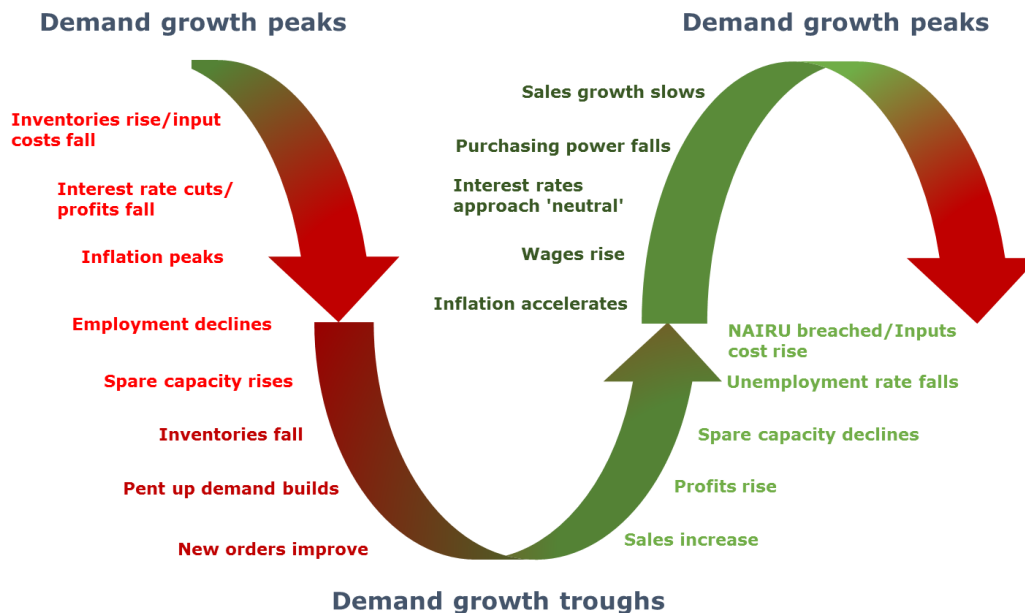 Demand growth peaks
Demand growth peaks
Inventories rise/input
costs fall
Interest rate cuts/
profits fall
Inflation peaks
Employment declines
Spare capacity rises
Inventories fall
Pent up demand builds
New orders improve
Demand growth troughs
Sales increase
Profits rise
Spare capacity declines
Unemployment rate falls
NAIRU breached/Inputs
cost rise
Inflation accelerates
Wages rise
Interest rates
approach 'neutral'
Purchasing power falls
Sales growth slows